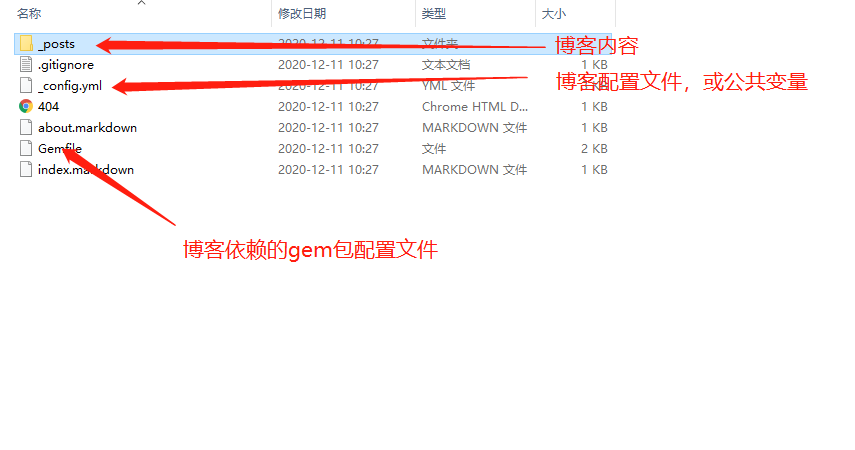 名称 修改日期 类型 大小
_posts 2020-12-11 10:27 文件夹 博客内容
.gitignore 2020-12-11 10:27 文本文档 1 KB
_config.yml 2020-12-11 10:27 YML 文件 KB 博客配置文件，或公共变量
404 2020-12-11 10:27 Chrome HTML D... 1 KB
about.markdown 2020-12-11 10:27 MARKDOWN 文件 1 KB
Gemfile 2020-12-11 10:27 文件 2 KB
index.markdown 2020-12-11 10:27 MARKDOWN 文件 1 KB
博客依赖的gem包配置文件